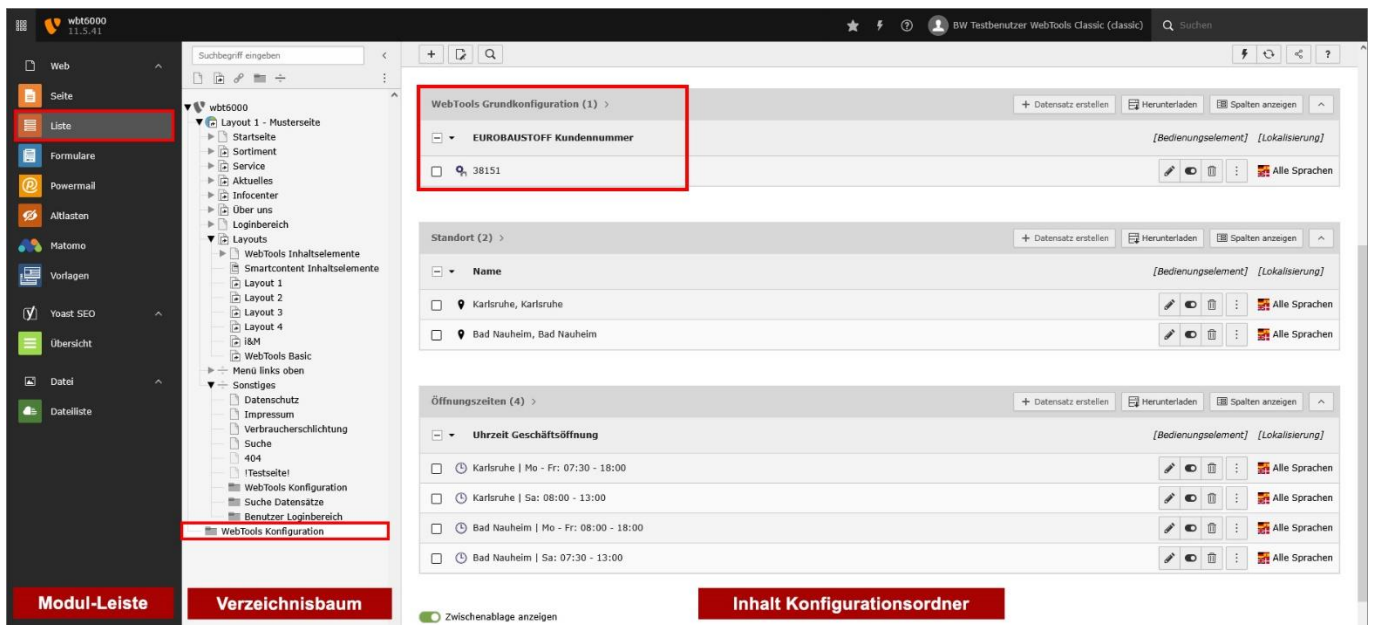 wbt6000
11.5.41
BW Testbenutzer WebTools Classic (classic)
Suchen
Web
Seite
Liste
Formulare
Powermail
Altlasten
Matomo
Vorlagen
Yoast SEO
Übersicht
Datei
Dateiliste
Modul-Leiste
Suchbegriff eingeben
wbt6000
Layout 1 - Musterseite
Startseite
Sortiment
Service
Aktuelles
Infocenter
Über uns
Loginbereich
Layouts
WebTools Inhaltselemente
Smartcontent Inhaltselemente
Layout 1
Layout 2
Layout 3
Layout 4
i&M
WebTools Basic
Menü links oben
Sonstiges
Datenschutz
Impressum
Verbraucherschlichtung
Suche
404
!Testseite!
WebTools Konfiguration
Suche Datensätze
Benutzer Loginbereich
WebTools Konfiguration
Verzeichnisbaum
WebTools Grundkonfiguration (1) > + Datensatz erstellen Herunterladen Spalten anzeigen
EUROBAUSTOFF Kundennummer [Bedienungselement] [Lokalisierung]
38151 Alle Sprachen
Standort (2) > + Datensatz erstellen Herunterladen Spalten anzeigen
Name [Bedienungselement] [Lokalisierung]
Karlsruhe, Karlsruhe Alle Sprachen
Bad Nauheim, Bad Nauheim Alle Sprachen
Öffnungszeiten (4) > + Datensatz erstellen Herunterladen Spalten anzeigen
Uhrzeit Geschäftsöffnung [Bedienungselement] [Lokalisierung]
Karlsruhe | Mo - Fr: 07:30 - 18:00 Alle Sprachen
Karlsruhe | Sa: 08:00 - 13:00 Alle Sprachen
Bad Nauheim | Mo - Fr: 08:00 - 18:00 Alle Sprachen
Bad Nauheim | Sa: 07:30 - 13:00 Alle Sprachen
Inhalt Konfigurationsordner
Zwischenablage anzeigen